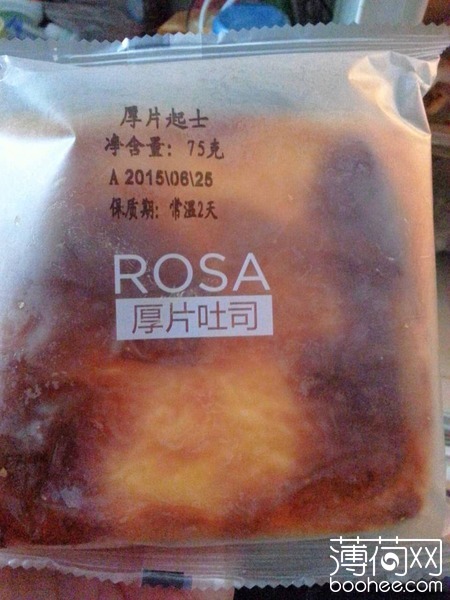 厚片起士
净含量：75克
A 2015\06\25
保质期：常温2天
ROSA
厚片吐司
薄荷网
boohee.com